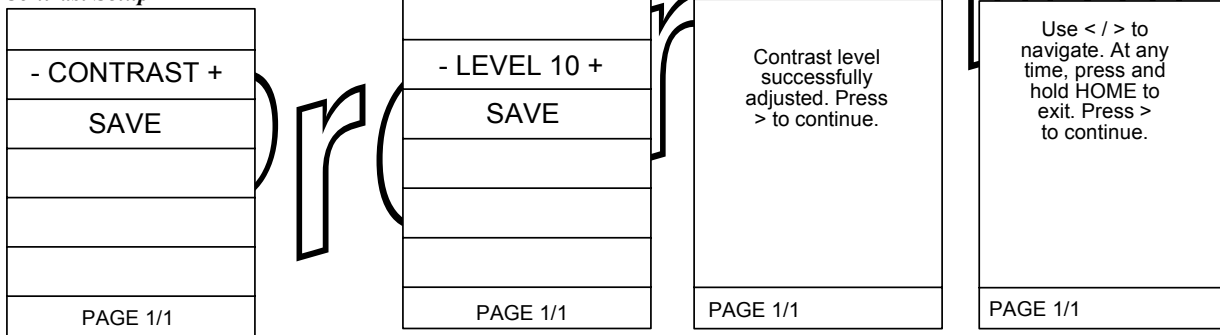 - CONTRAST +
SAVE
PAGE 1/1
- LEVEL 10 +
SAVE
PAGE 1/1
Contrast level
successfully
adjusted. Press
> to continue.
PAGE 1/1
Use < / > to
navigate. At any
time, press and
hold HOME to
exit. Press >
to continue.
PAGE 1/1